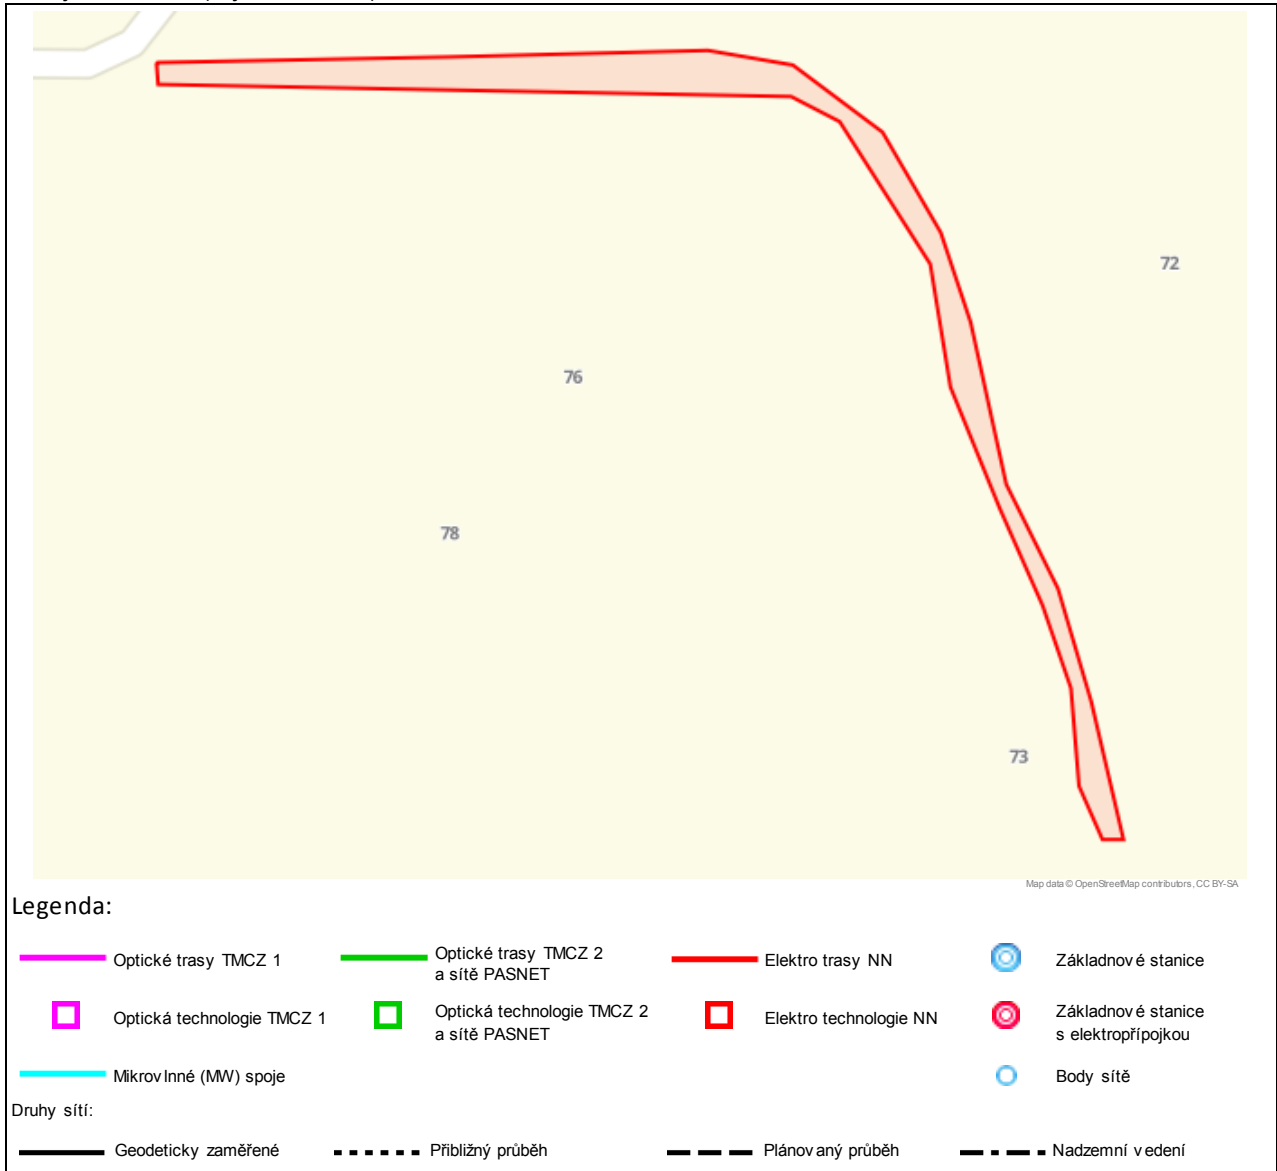 72
76
78
73
Map data © OpenStreetMap contributors, CC BY-SA
Legenda:
Optické trasy TMCZ 1
Optické trasy TMCZ 2
a sítě PASNET
Elektro trasy NN
Základnové stanice
Optická technologie TMCZ 1
Optická technologie TMCZ 2
a sítě PASNET
Elektro technologie NN
Základnové stanice
s elektropřípojkou
Mikrovlnné (MW) spoje
Body sítě
Druhy sítí:
Geodeticky zaměřené
Přibližný průběh
Plánovaný průběh
Nadzemní vedení